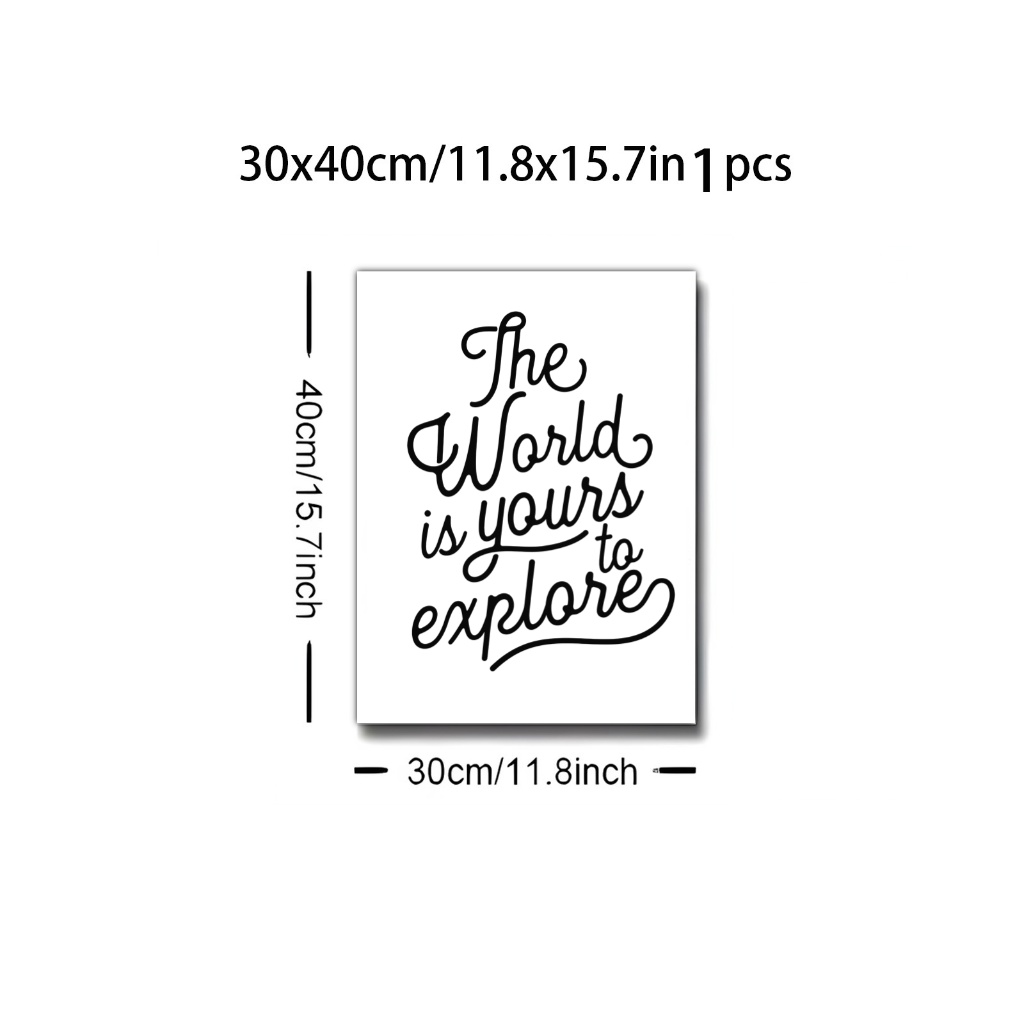 30x40cm/11.8x15.7in 1 pcs
40cm/15.7inch
The
World
is yours
to
explore
30cm/11.8inch